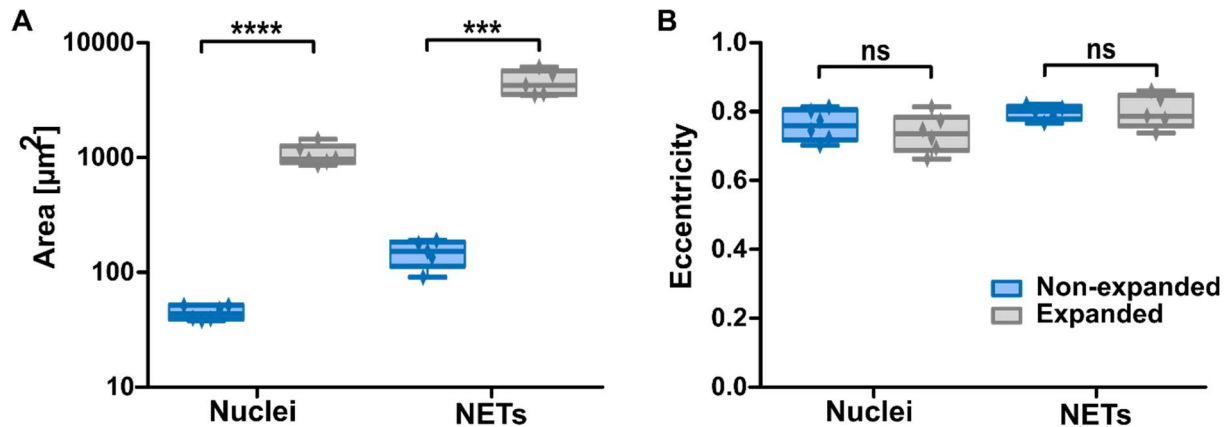 A
Area [µm²]
10000
1000
100
10
****
***
Nuclei
NETs
B
Eccentricity
1.0
0.8
0.6
0.4
0.2
0.0
ns
ns
Non-expanded
Expanded
Nuclei
NETs